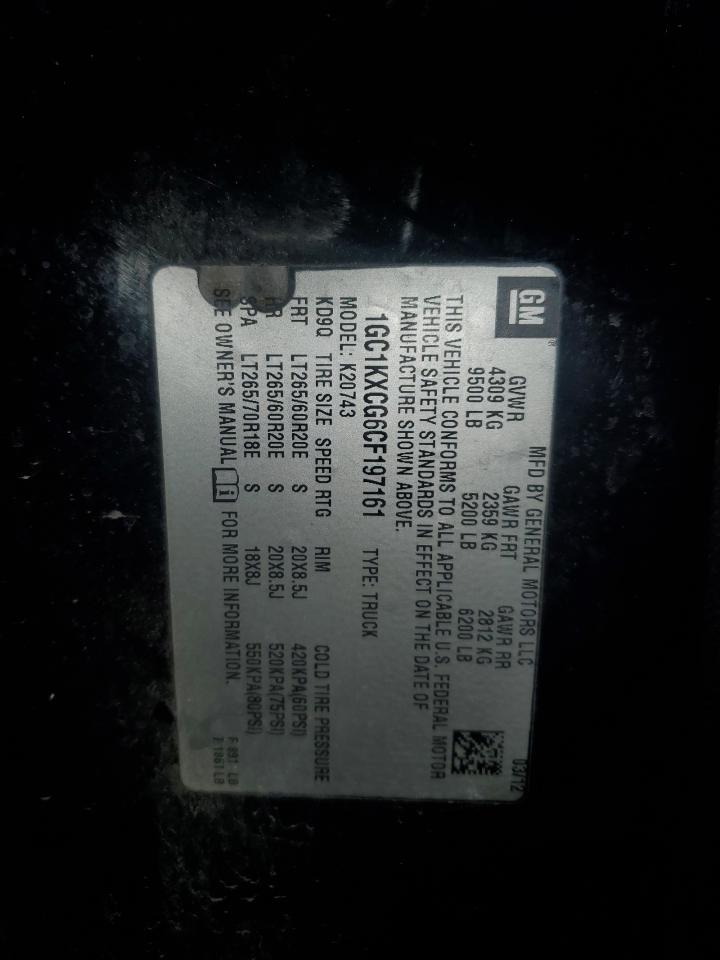 GM
MFD BY GENERAL MOTORS LLC 03/12
GVWR GAWR FRT GAWR RR
4309 KG 2359 KG 2812 KG
9500 LB 5200 LB 6200 LB
THIS VEHICLE CONFORMS TO ALL APPLICABLE U.S. FEDERAL MOTOR
VEHICLE SAFETY STANDARDS IN EFFECT ON THE DATE OF
MANUFACTURE SHOWN ABOVE.
1GC1KXCG6CF197161 TYPE: TRUCK
MODEL: K20743
KD9Q TIRE SIZE SPEED RTG RIM COLD TIRE PRESSURE
FRT LT265/60R20E S 20X8.5J 420KPA(60PSI)
RR LT265/60R20E S 20X8.5J 520KPA(75PSI)
SPA LT265/70R18E S 18X8J 550KPA(80PSI)
SEE OWNER'S MANUAL FOR MORE INFORMATION.